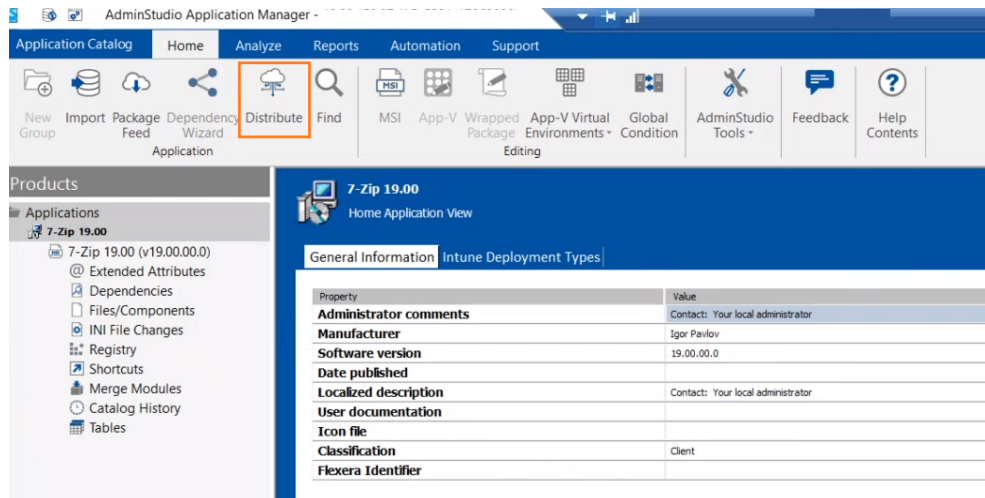 AdminStudio Application Manager -
Application Catalog Home Analyze Reports Automation Support
New Group Import Package Feed Dependency Wizard Distribute Find MSI App-V Wrapped Package App-V Virtual Environments Global Condition AdminStudio Tools Feedback Help Contents
Application Editing
Products
Applications
7-Zip 19.00
7-Zip 19.00 (v19.00.00.0)
@ Extended Attributes
Dependencies
Files/Components
INI File Changes
Registry
Shortcuts
Merge Modules
Catalog History
Tables
7-Zip 19.00
Home Application View
General Information Intune Deployment Types
Property Value
Administrator comments Contact: Your local administrator
Manufacturer Igor Pavlov
Software version 19.00.00.0
Date published
Localized description Contact: Your local administrator
User documentation
Icon file
Classification Client
Flexera Identifier